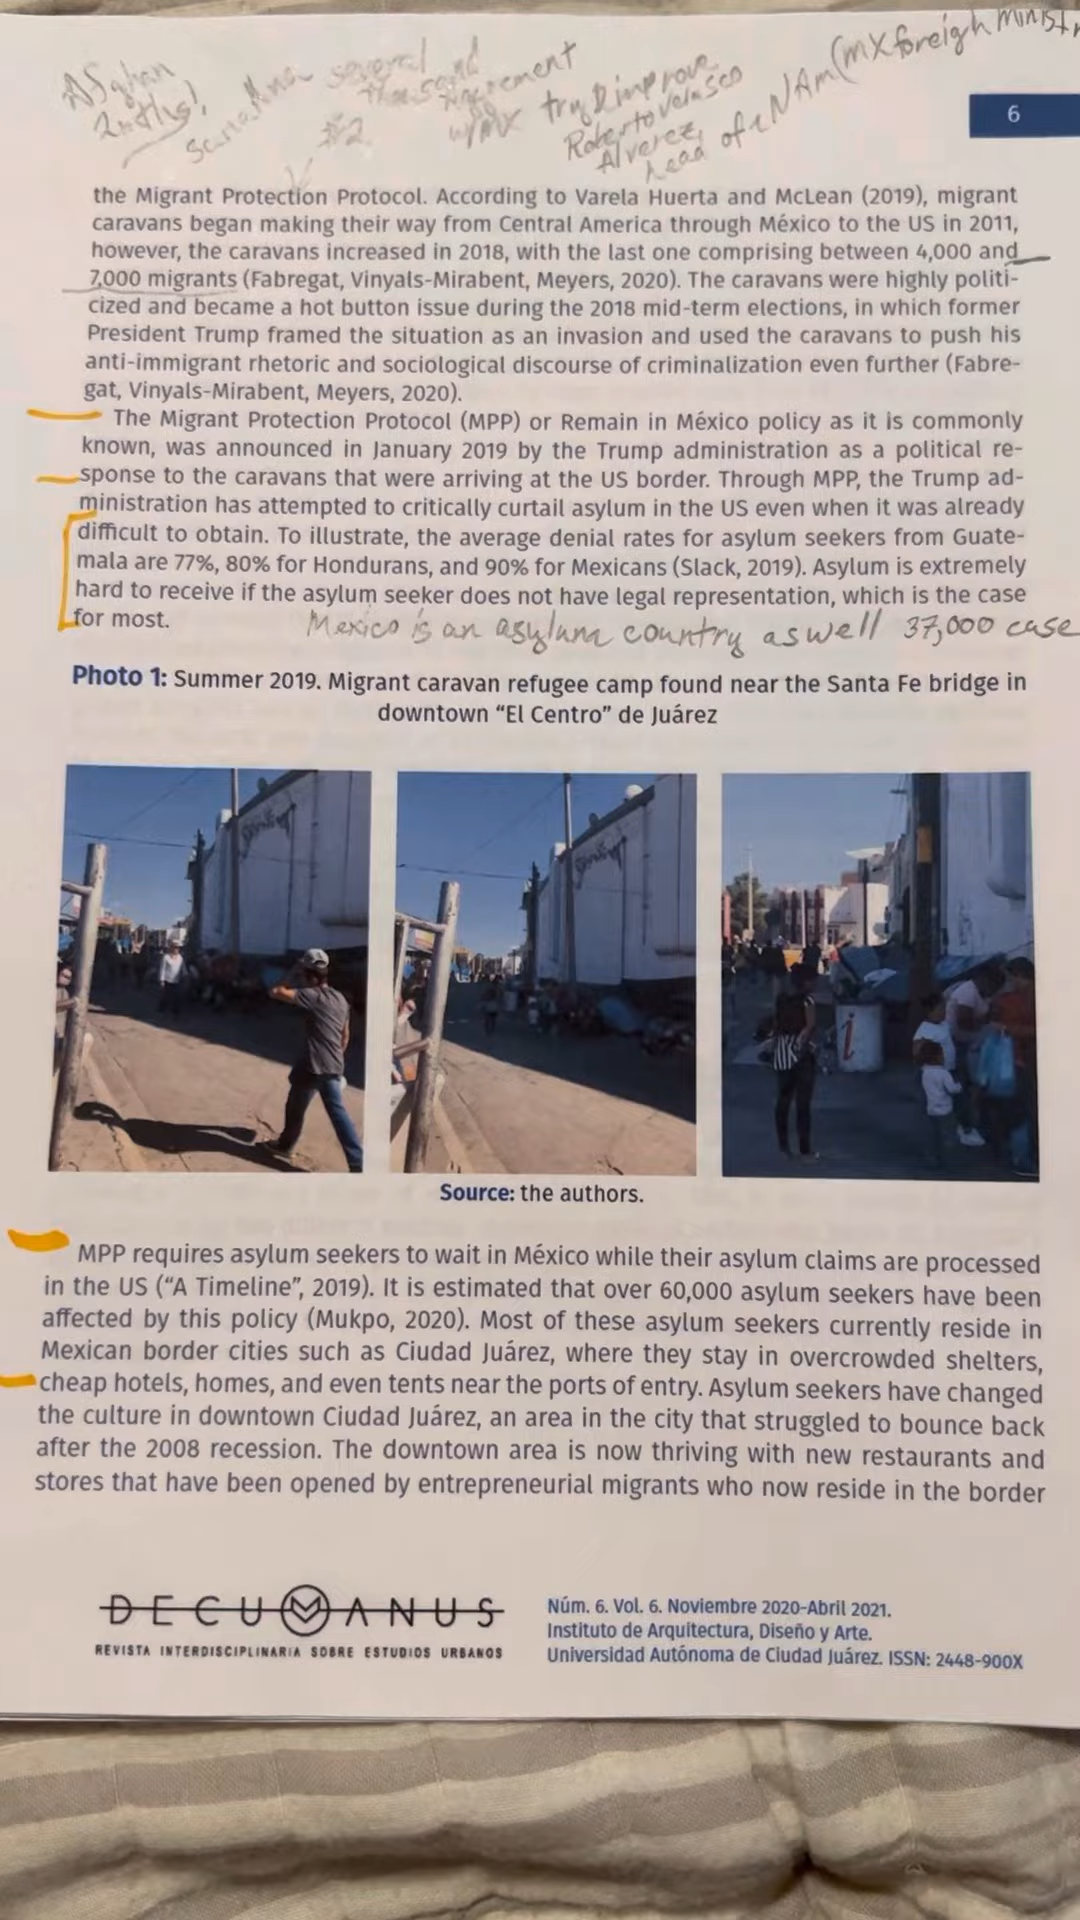 Afghan
several
thousand
#2
agreement
w/MX try 2 improve
Roberto Velasco
Alverez,
head of NAm (MX foreign minist
6
the Migrant Protection Protocol. According to Varela Huerta and McLean (2019), migrant
caravans began making their way from Central America through México to the US in 2011,
however, the caravans increased in 2018, with the last one comprising between 4,000 and
7,000 migrants (Fabregat, Vinyals-Mirabent, Meyers, 2020). The caravans were highly politi-
cized and became a hot button issue during the 2018 mid-term elections, in which former
President Trump framed the situation as an invasion and used the caravans to push his
anti-immigrant rhetoric and sociological discourse of criminalization even further (Fabre-
gat, Vinyals-Mirabent, Meyers, 2020).
The Migrant Protection Protocol (MPP) or Remain in México policy as it is commonly
known, was announced in January 2019 by the Trump administration as a political re-
sponse to the caravans that were arriving at the US border. Through MPP, the Trump ad-
ministration has attempted to critically curtail asylum in the US even when it was already
difficult to obtain. To illustrate, the average denial rates for asylum seekers from Guate-
mala are 77%, 80% for Hondurans, and 90% for Mexicans (Slack, 2019). Asylum is extremely
hard to receive if the asylum seeker does not have legal representation, which is the case
for most.
Mexico is an asylum country as well 37,000 case
Photo 1: Summer 2019. Migrant caravan refugee camp found near the Santa Fe bridge in
downtown “El Centro” de Juárez
Source: the authors.
MPP requires asylum seekers to wait in México while their asylum claims are processed
in the US (“A Timeline”, 2019). It is estimated that over 60,000 asylum seekers have been
affected by this policy (Mukpo, 2020). Most of these asylum seekers currently reside in
Mexican border cities such as Ciudad Juárez, where they stay in overcrowded shelters,
cheap hotels, homes, and even tents near the ports of entry. Asylum seekers have changed
the culture in downtown Ciudad Juárez, an area in the city that struggled to bounce back
after the 2008 recession. The downtown area is now thriving with new restaurants and
stores that have been opened by entrepreneurial migrants who now reside in the border
DECUMANUS
REVISTA INTERDISCIPLINARIA SOBRE ESTUDIOS URBANOS
Núm. 6. Vol. 6. Noviembre 2020-Abril 2021.
Instituto de Arquitectura, Diseño y Arte.
Universidad Autónoma de Ciudad Juárez. ISSN: 2448-900X